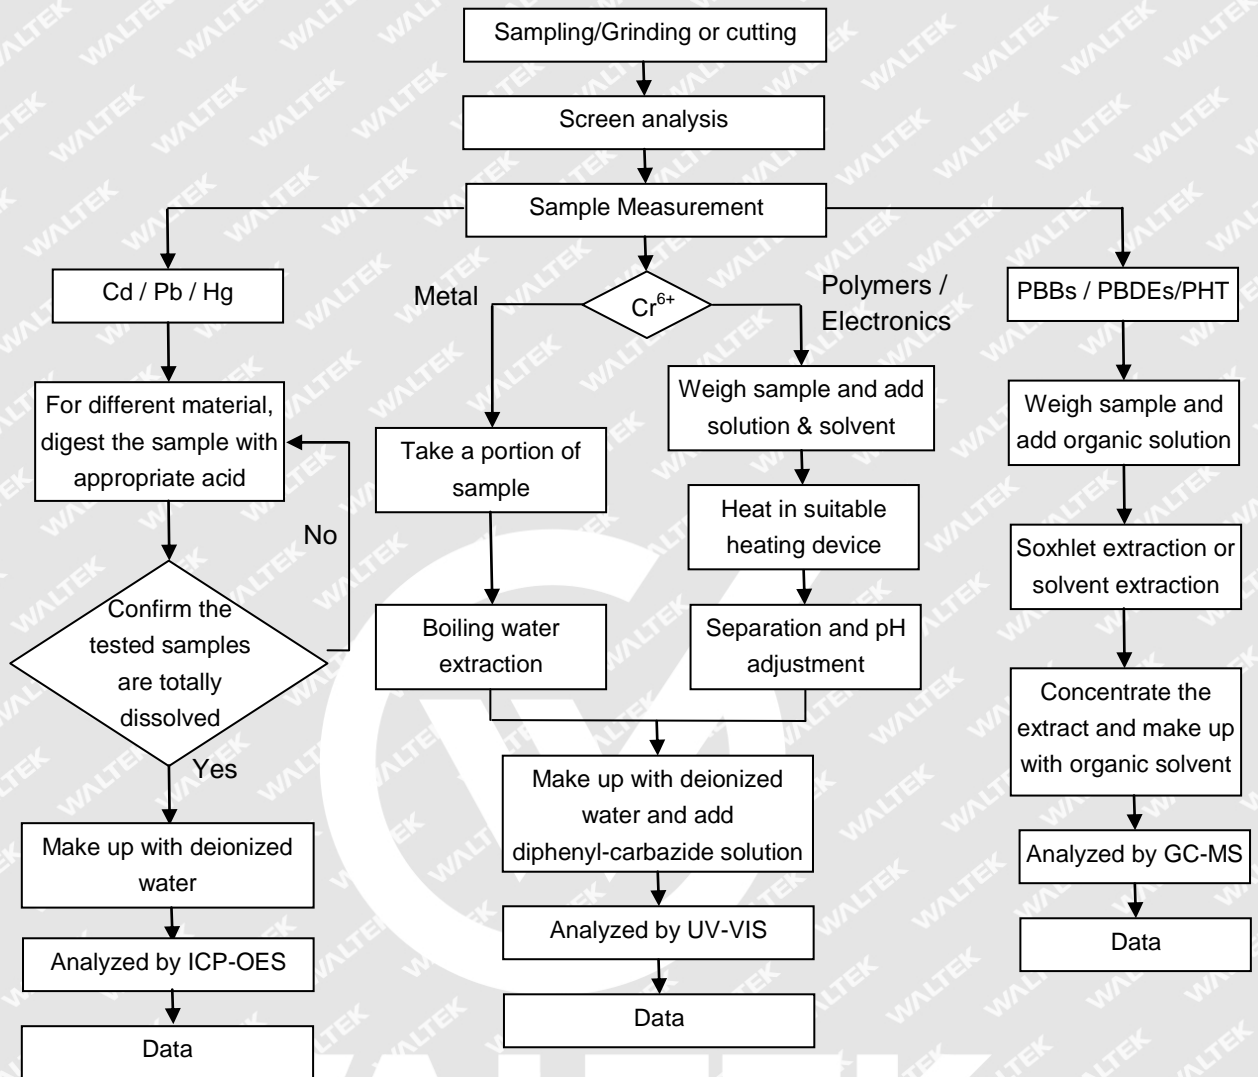 Sampling/Grinding or cutting
Screen analysis
Sample Measurement
Cd / Pb / Hg
For different material,
digest the sample with
appropriate acid
No
Confirm the
tested samples
are totally
dissolved
Yes
Make up with deionized
water
Analyzed by ICP-OES
Data
Cr6+
Metal
Take a portion of
sample
Boiling water
extraction
Polymers /
Electronics
Weigh sample and add
solution & solvent
Heat in suitable
heating device
Separation and pH
adjustment
Make up with deionized
water and add
diphenyl-carbazide solution
Analyzed by UV-VIS
Data
PBBs / PBDEs/PHT
Weigh sample and
add organic solution
Soxhlet extraction or
solvent extraction
Concentrate the
extract and make up
with organic solvent
Analyzed by GC-MS
Data
WALTEK